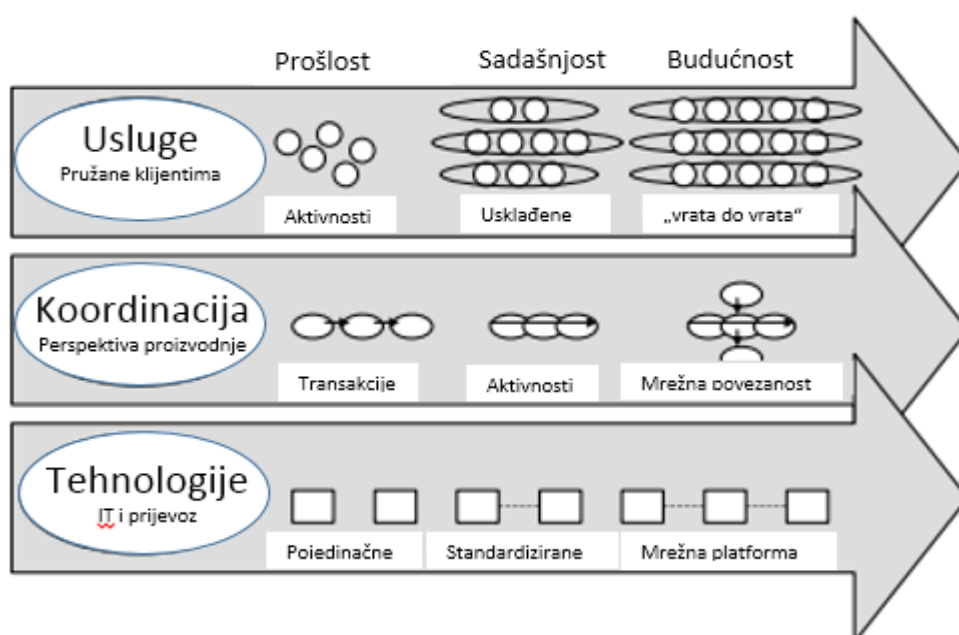 Prošlost Sadašnjost Budućnost
Usluge
Pružane klijentima
Aktivnosti Usklađene „vrata do vrata“
Koordinacija
Perspektiva proizvodnje
Transakcije Aktivnosti Mrežna povezanost
Tehnologije
IT i prijevoz
Pojedinačne Standardizirane Mrežna platforma